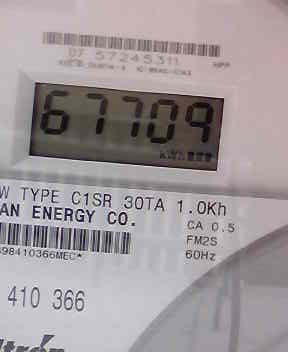 07 57245311
67709
kWh
W TYPE C1SR 30TA 1.0Kh
AN ENERGY CO.
CA 0.5
FM2S
60Hz
98410366MEC*
410 366